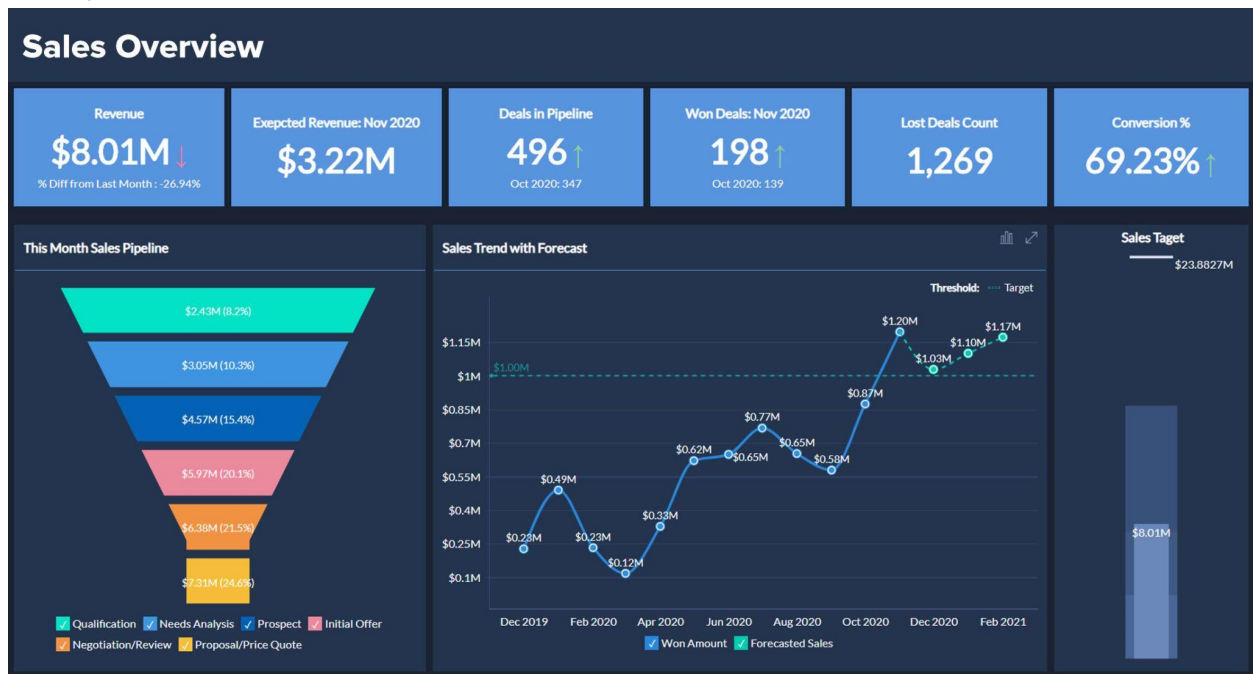 Sales Overview
Revenue
$8.01M ↓
% Diff from Last Month : -26.94%
Exepcted Revenue: Nov 2020
$3.22M
Deals in Pipeline
496 ↑
Oct 2020: 347
Won Deals: Nov 2020
198 ↑
Oct 2020: 139
Lost Deals Count
1,269
Conversion %
69.23% ↑
This Month Sales Pipeline
$2.43M (8.2%)
$3.05M (10.3%)
$4.57M (15.4%)
$5.97M (20.1%)
$6.38M (21.5%)
$7.31M (24.6%)
Qualification Needs Analysis Prospect Initial Offer
Negotiation/Review Proposal/Price Quote
Sales Trend with Forecast
Threshold: Target
$1.15M
$1M
$0.85M
$0.7M
$0.55M
$0.4M
$0.25M
$0.1M
$1.00M
$0.23M
$0.49M
$0.23M
$0.12M
$0.33M
$0.62M
$0.65M
$0.77M
$0.65M
$0.58M
$0.87M
$1.20M
$1.03M
$1.10M
$1.17M
Dec 2019 Feb 2020 Apr 2020 Jun 2020 Aug 2020 Oct 2020 Dec 2020 Feb 2021
Won Amount Forecasted Sales
Sales Taget
$23.8827M
$8.01M